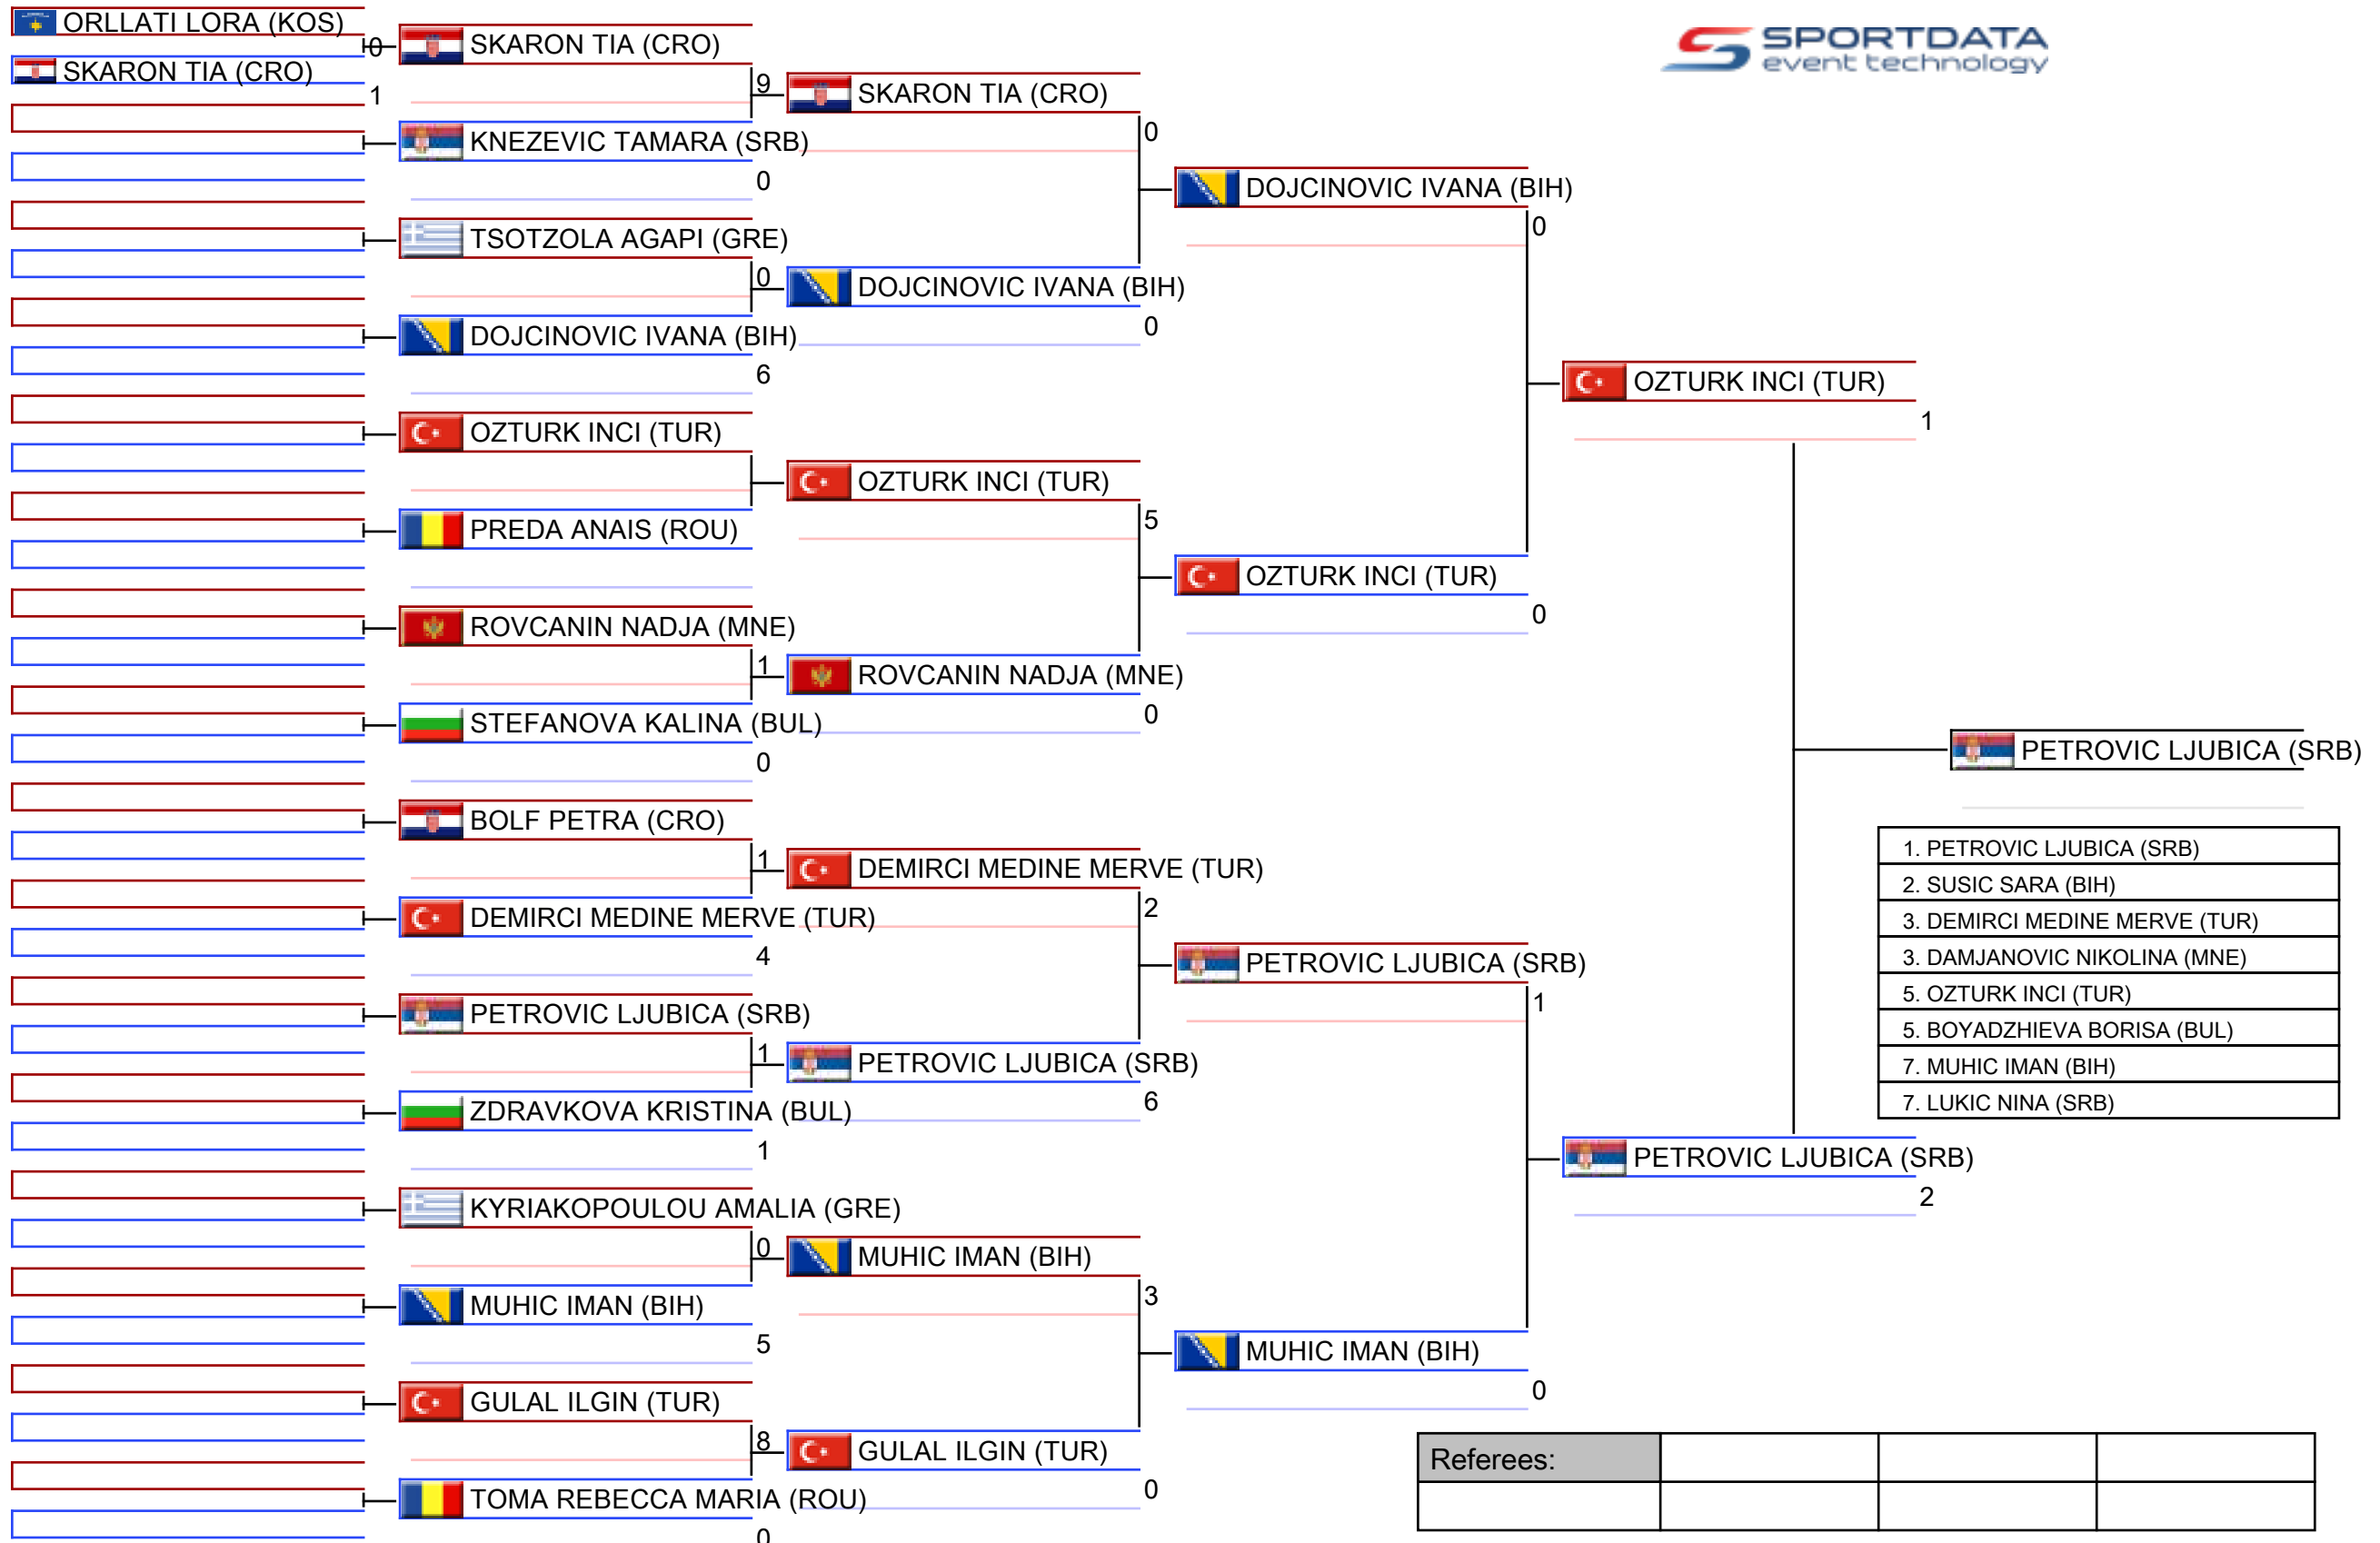 ORLLATI LORA (KOS)
0
SKARON TIA (CRO)
1
SKARON TIA (CRO)
9
KNEZEVIC TAMARA (SRB)
0
TSOTZOLA AGAPI (GRE)
0
DOJCINOVIC IVANA (BIH)
6
OZTURK INCI (TUR)
PREDA ANAIS (ROU)
ROVCANIN NADJA (MNE)
1
STEFANOVA KALINA (BUL)
0
BOLF PETRA (CRO)
1
DEMIRCI MEDINE MERVE (TUR)
4
PETROVIC LJUBICA (SRB)
1
ZDRAVKOVA KRISTINA (BUL)
1
KYRIAKOPOULOU AMALIA (GRE)
0
MUHIC IMAN (BIH)
5
GULAL ILGIN (TUR)
8
TOMA REBECCA MARIA (ROU)
0
SKARON TIA (CRO)
0
DOJCINOVIC IVANA (BIH)
0
OZTURK INCI (TUR)
5
ROVCANIN NADJA (MNE)
0
DEMIRCI MEDINE MERVE (TUR)
2
PETROVIC LJUBICA (SRB)
6
MUHIC IMAN (BIH)
3
GULAL ILGIN (TUR)
0
DOJCINOVIC IVANA (BIH)
0
OZTURK INCI (TUR)
0
PETROVIC LJUBICA (SRB)
1
MUHIC IMAN (BIH)
0
OZTURK INCI (TUR)
1
PETROVIC LJUBICA (SRB)
2
PETROVIC LJUBICA (SRB)
SPORTDATA
event technology
1. PETROVIC LJUBICA (SRB)
2. SUSIC SARA (BIH)
3. DEMIRCI MEDINE MERVE (TUR)
3. DAMJANOVIC NIKOLINA (MNE)
5. OZTURK INCI (TUR)
5. BOYADZHIEVA BORISA (BUL)
7. MUHIC IMAN (BIH)
7. LUKIC NINA (SRB)
Referees: